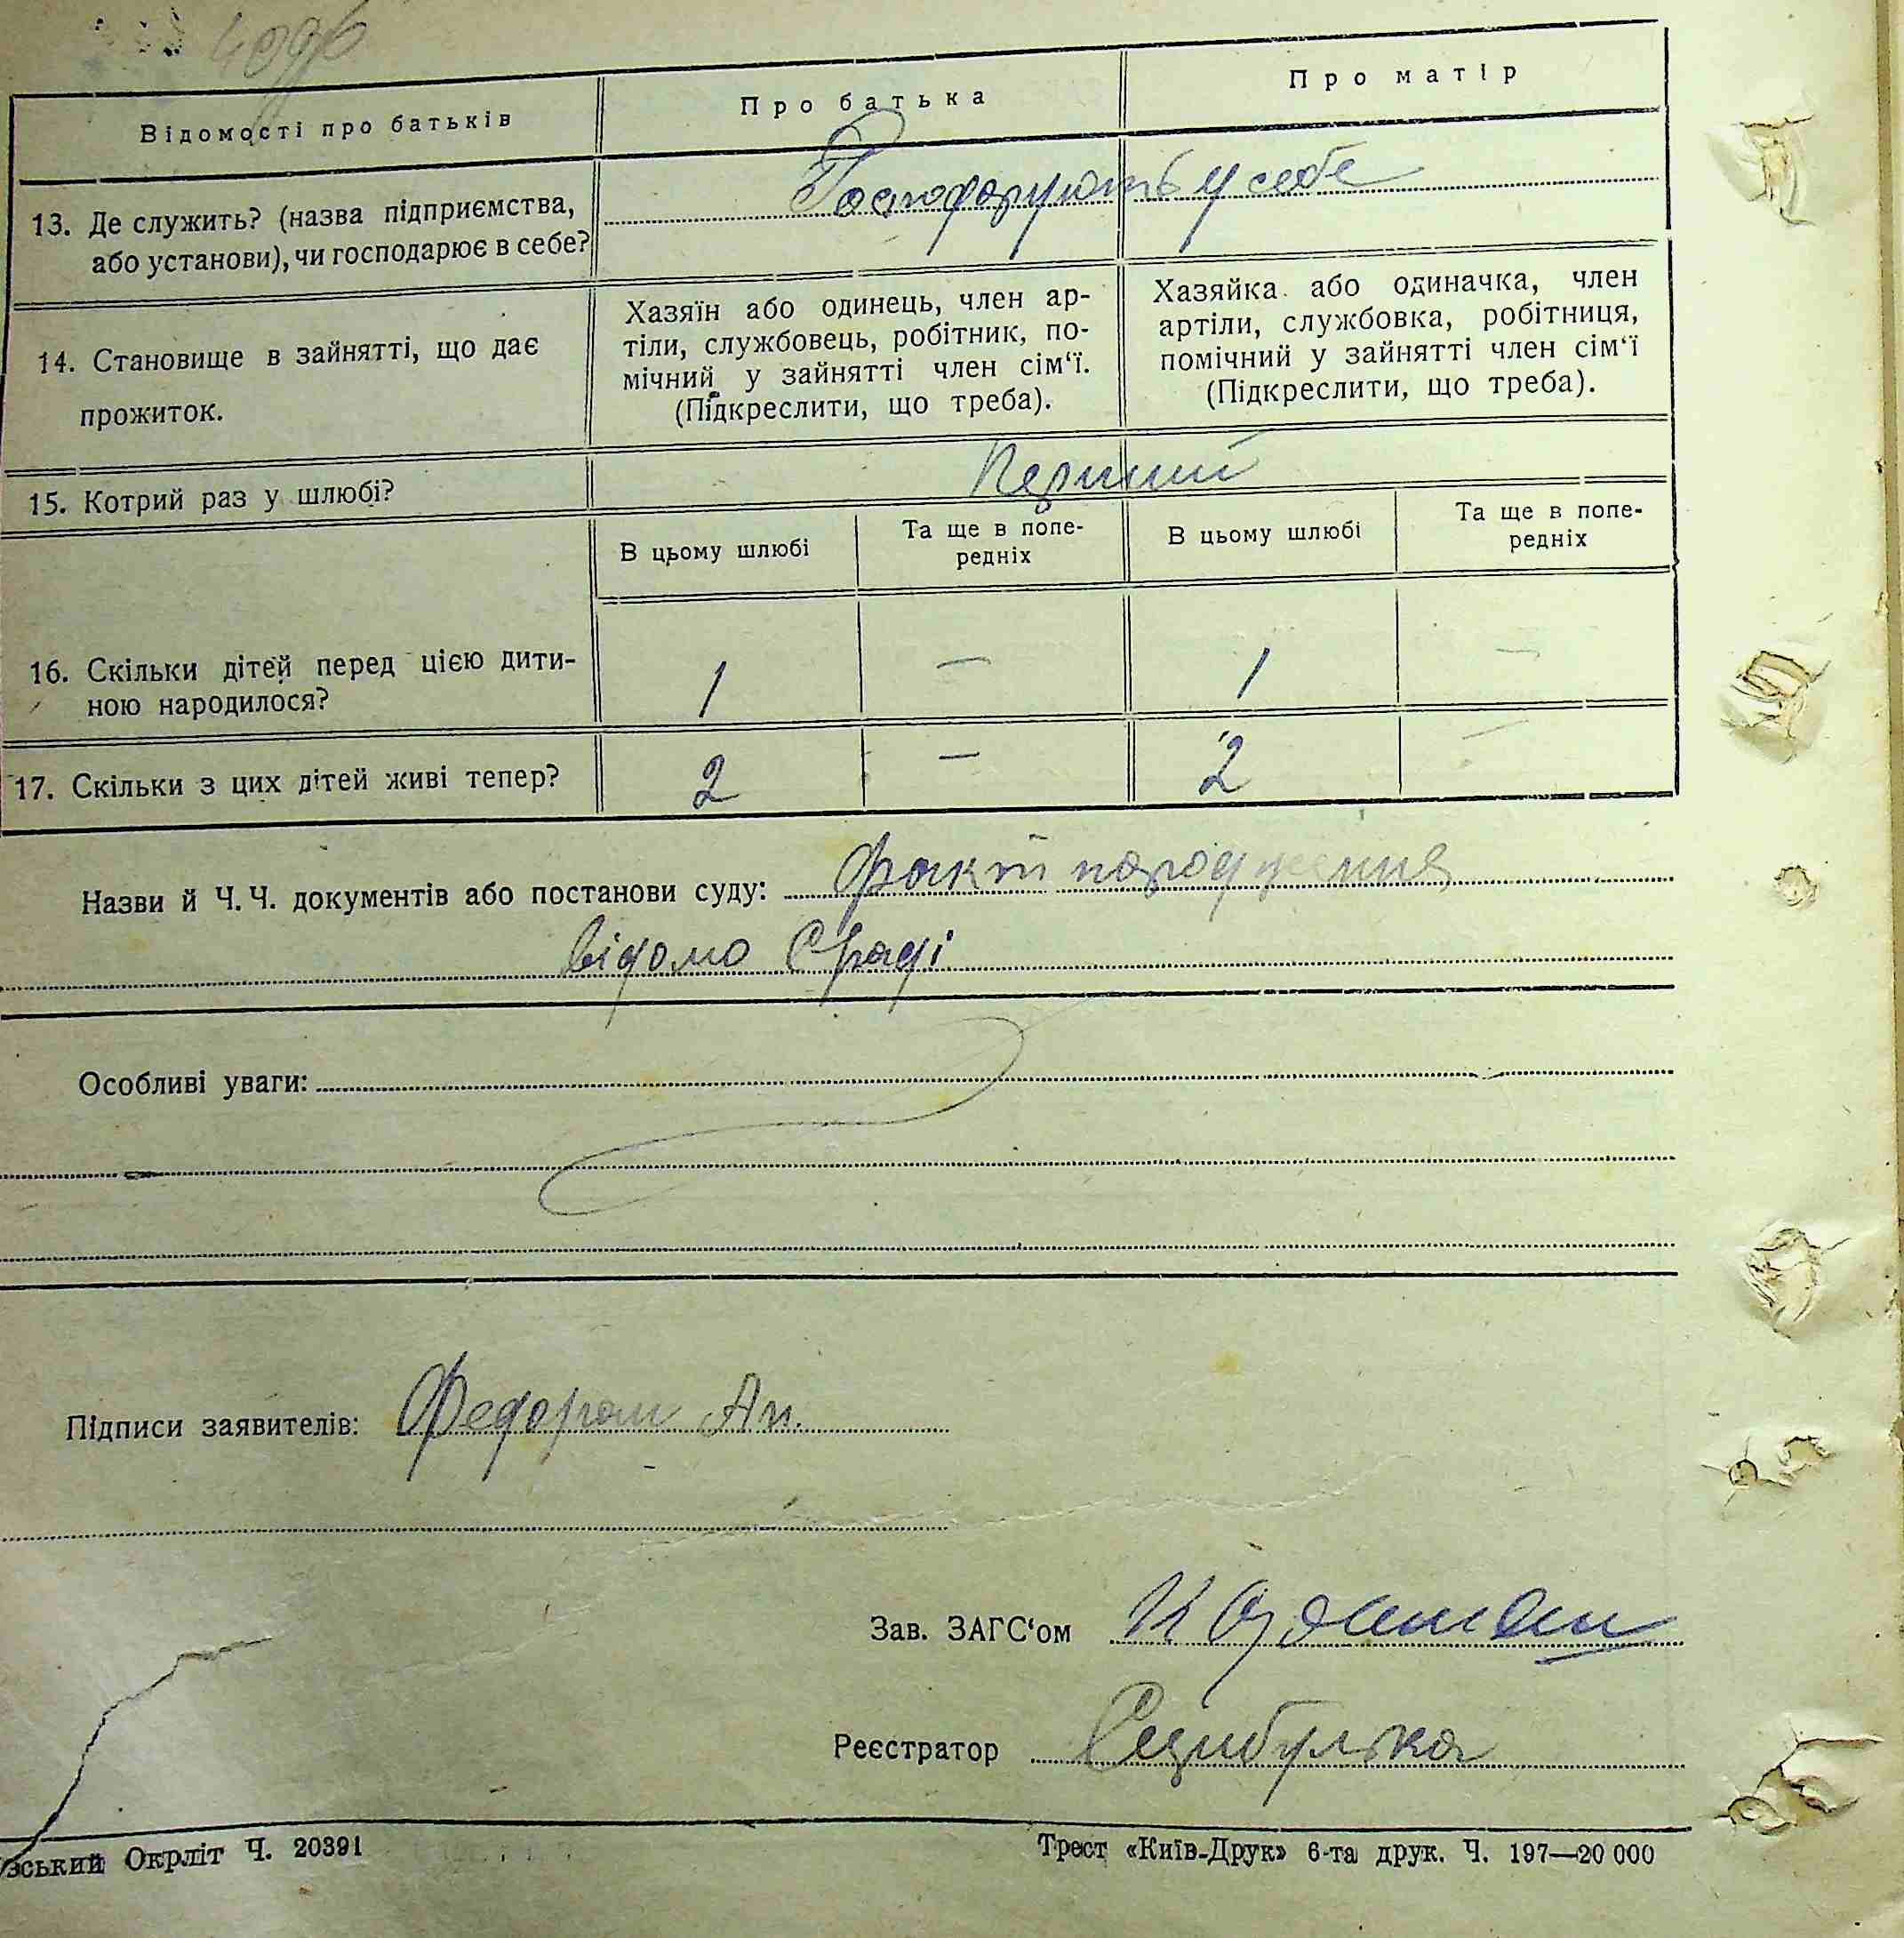 Відомості про батьків
Про батька
Про матір
13. Де служить? (назва підприємства,
або установи), чи господарює в себе?
Господарують у себе
14. Становище в зайнятті, що дає
прожиток.
Хазяїн або одинець, член ар-
тіли, службовець, робітник, по-
мічний у зайнятті член сім‘ї.
(Підкреслити, що треба).
Хазяйка або одиначка, член
артіли, службовка, робітниця,
помічний у зайнятті член сім‘ї
(Підкреслити, що треба).
15. Котрий раз у шлюбі?
Перший
В цьому шлюбі
Та ще в попе-
редніх
В цьому шлюбі
Та ще в попе-
редніх
16. Скільки дітей перед цією дити-
ною народилося?
1 — 1 —
17. Скільки з цих дітей живі тепер?
2 — 2 —
Назви й Ч. Ч. документів або постанови суду: Факт народження
відомо Сраді
Особливі уваги:
Підписи заявителів: Федорам Ан.
Зав. ЗАГС‘ом
Реєстратор
зський Окрліт Ч. 20391
Трест «Київ-Друк» 6-та друк. Ч. 197—20 000